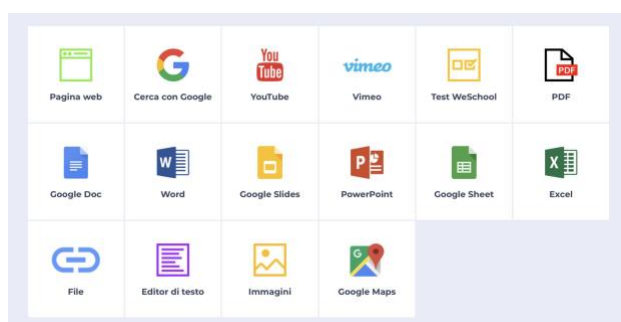 You
Tube
vimeo
PDF
Pagina web
Cerca con Google
YouTube
Vimeo
Test WeSchool
PDF
W
P
X
Google Doc
Word
Google Slides
PowerPoint
Google Sheet
Excel
G
File
Editor di testo
Immagini
Google Maps